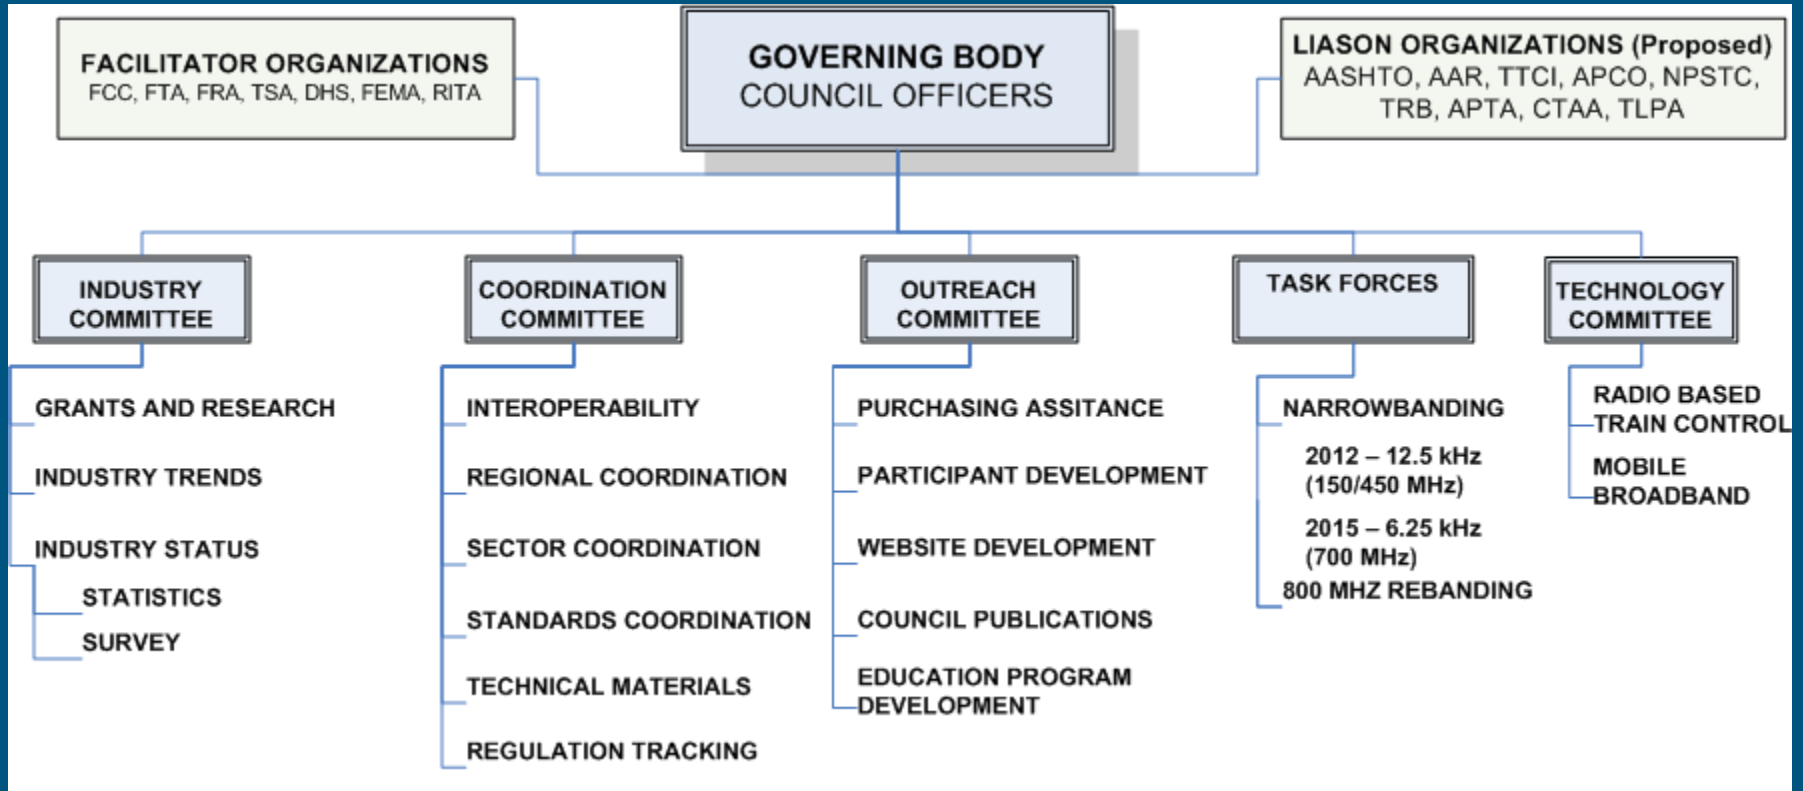 FACILITATOR ORGANIZATIONS
FCC, FTA, FRA, TSA, DHS, FEMA, RITA
GOVERNING BODY
COUNCIL OFFICERS
LIASON ORGANIZATIONS (Proposed)
AASHTO, AAR, TTCI, APCO, NPSTC,
TRB, APTA, CTAA, TLPA
INDUSTRY
COMMITTEE
GRANTS AND RESEARCH
INDUSTRY TRENDS
INDUSTRY STATUS
STATISTICS
SURVEY
COORDINATION
COMMITTEE
INTEROPERABILITY
REGIONAL COORDINATION
SECTOR COORDINATION
STANDARDS COORDINATION
TECHNICAL MATERIALS
REGULATION TRACKING
OUTREACH
COMMITTEE
PURCHASING ASSITANCE
PARTICIPANT DEVELOPMENT
WEBSITE DEVELOPMENT
COUNCIL PUBLICATIONS
EDUCATION PROGRAM
DEVELOPMENT
TASK FORCES
NARROWBANDING
2012 – 12.5 kHz
(150/450 MHz)
2015 – 6.25 kHz
(700 MHz)
800 MHZ REBANDING
TECHNOLOGY
COMMITTEE
RADIO BASED
TRAIN CONTROL
MOBILE
BROADBAND